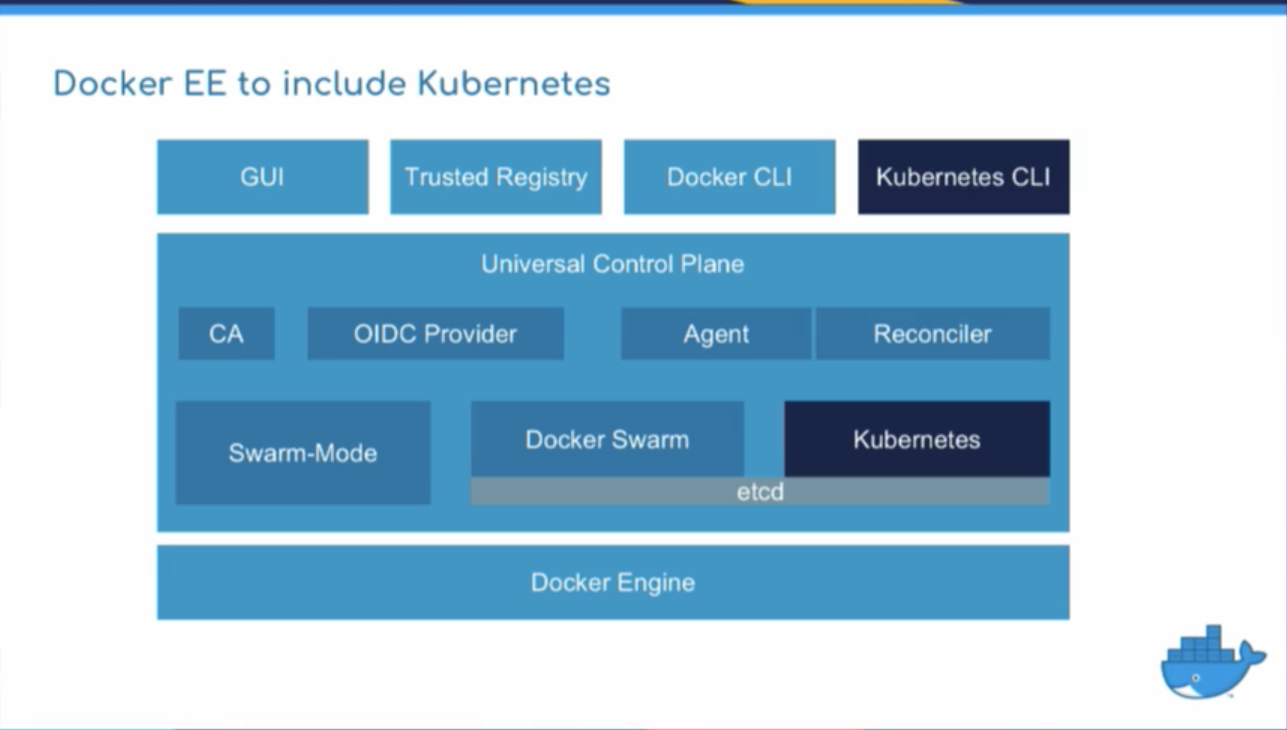 Docker EE to include Kubernetes
GUI
Trusted Registry
Docker CLI
Kubernetes CLI
Universal Control Plane
CA
OIDC Provider
Agent
Reconciler
Swarm-Mode
Docker Swarm
Kubernetes
etcd
Docker Engine